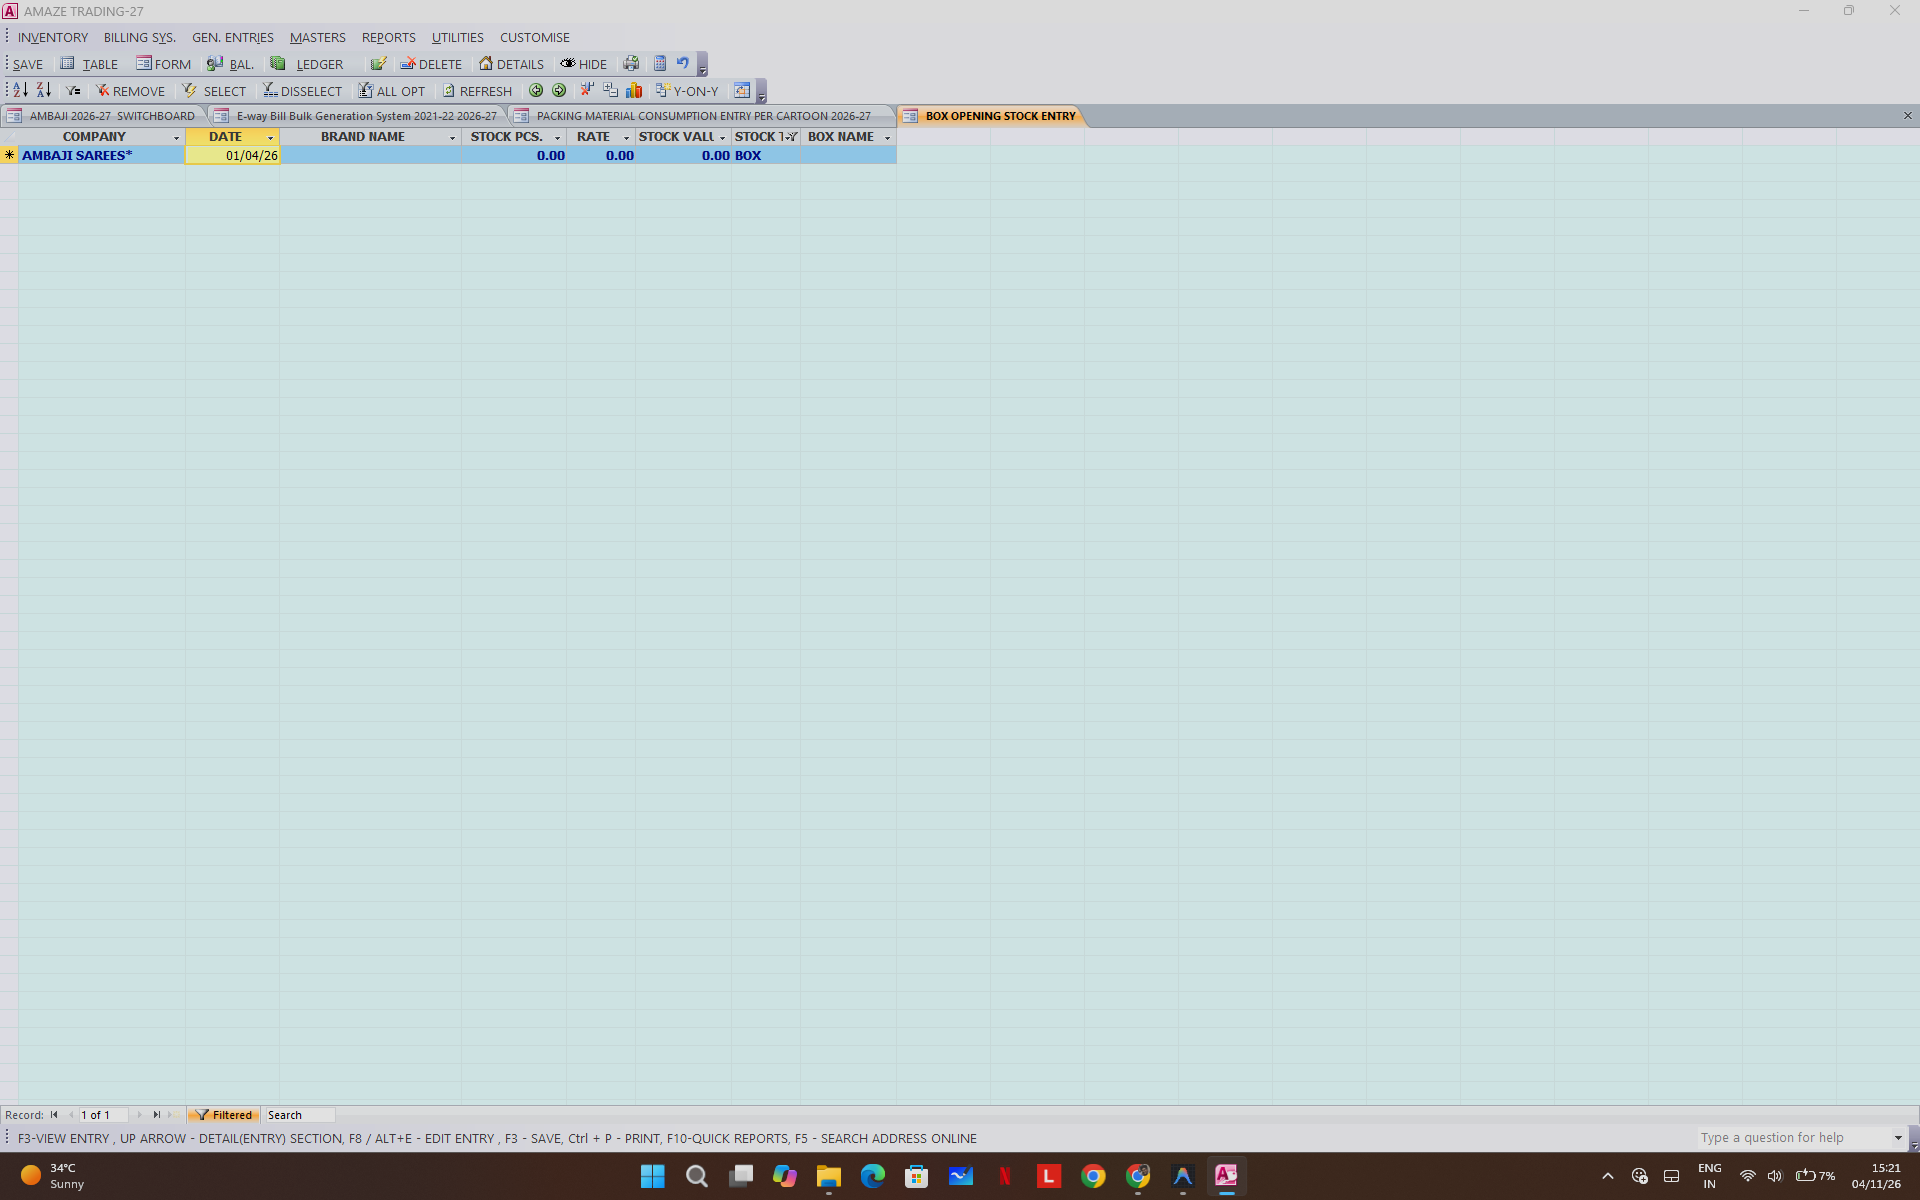 AMAZE TRADING-27
INVENTORY BILLING SYS. GEN. ENTRIES MASTERS REPORTS UTILITIES CUSTOMISE
SAVE TABLE FORM BAL. LEDGER DELETE DETAILS HIDE
REMOVE SELECT DISSELECT ALL OPT REFRESH Y-ON-Y
AMBAJI 2026-27 SWITCHBOARD E-way Bill Bulk Generation System 2021-22 2026-27 PACKING MATERIAL CONSUMPTION ENTRY PER CARTOON 2026-27 BOX OPENING STOCK ENTRY
COMPANY DATE BRAND NAME STOCK PCS. RATE STOCK VALU STOCK T BOX NAME
AMBAJI SAREES* 01/04/26 0.00 0.00 0.00 BOX
Record: 1 of 1 Filtered Search
F3-VIEW ENTRY , UP ARROW - DETAIL(ENTRY) SECTION, F8 / ALT+E - EDIT ENTRY , F3 - SAVE, Ctrl + P - PRINT, F10-QUICK REPORTS, F5 - SEARCH ADDRESS ONLINE Type a question for help
34°C
Sunny
ENG
IN
7%
15:21
04/11/26